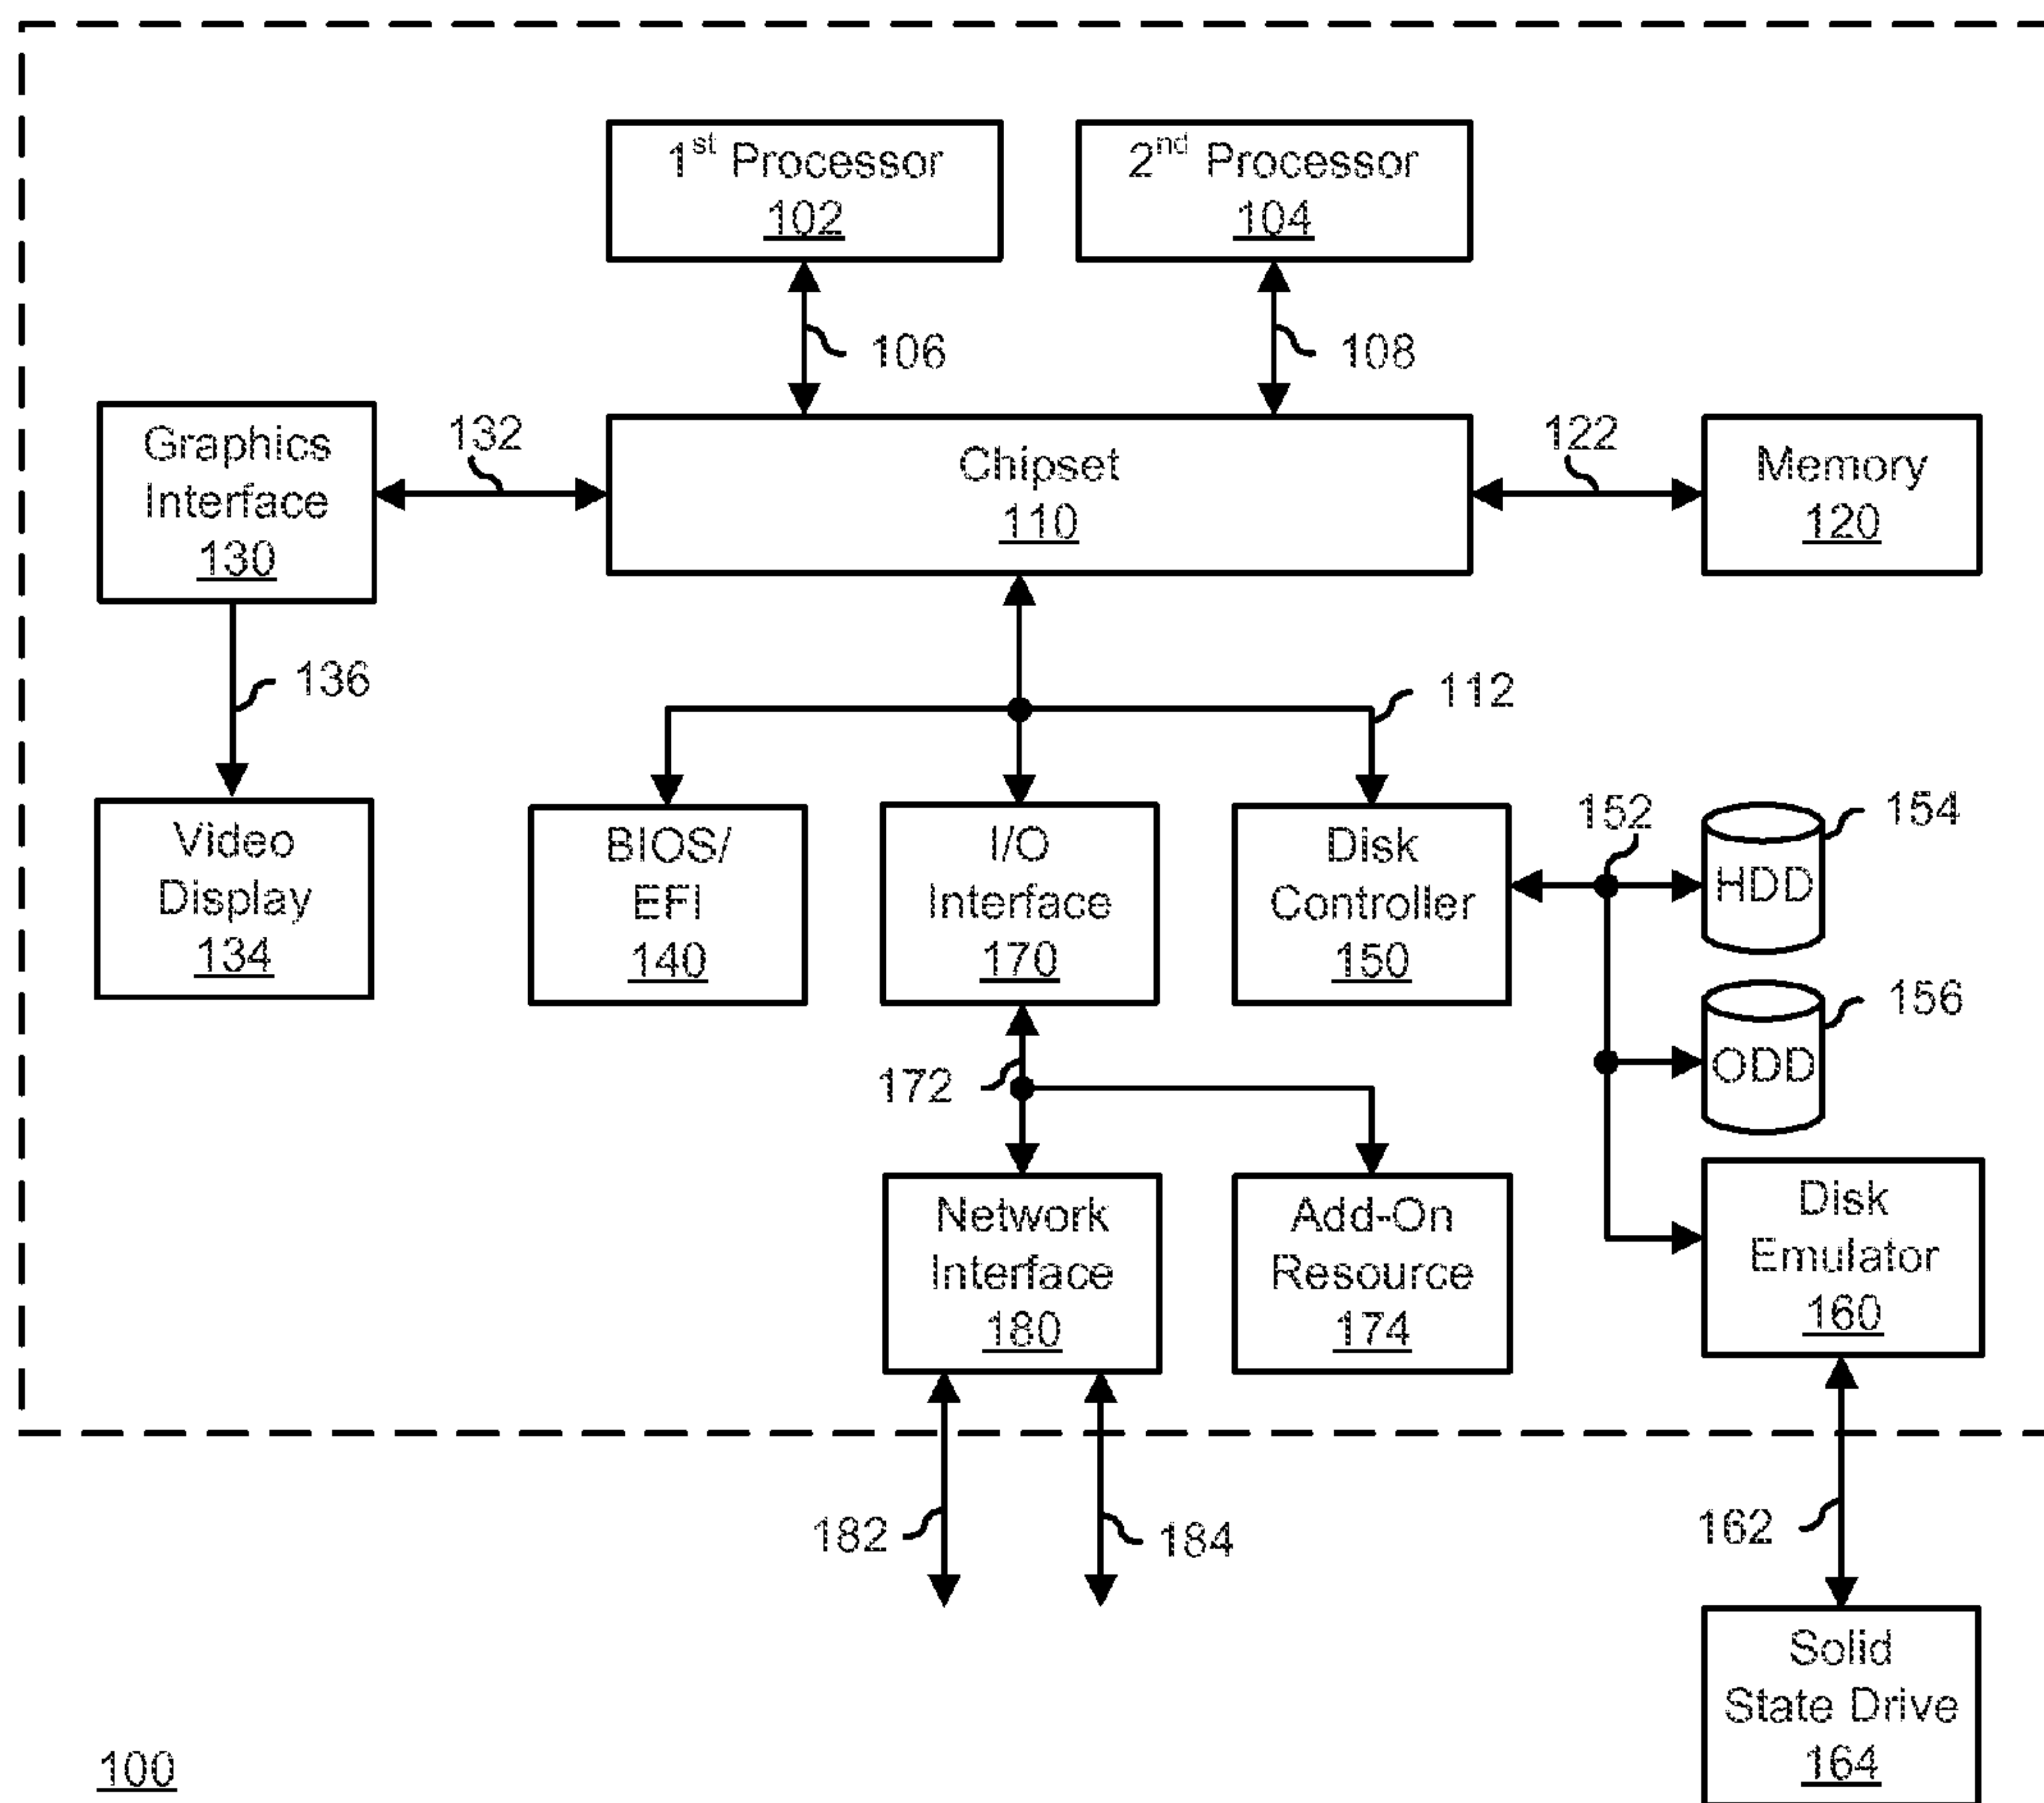 1st Processor
102
2nd Processor
104
106
108
Graphics
Interface
130
132
Chipset
110
122
Memory
120
136
112
Video
Display
134
BIOS/
EFI
140
I/O
Interface
170
Disk
Controller
150
152
154
HDD
156
ODD
172
Network
Interface
180
Add-On
Resource
174
Disk
Emulator
160
182
184
162
Solid
State Drive
164
100